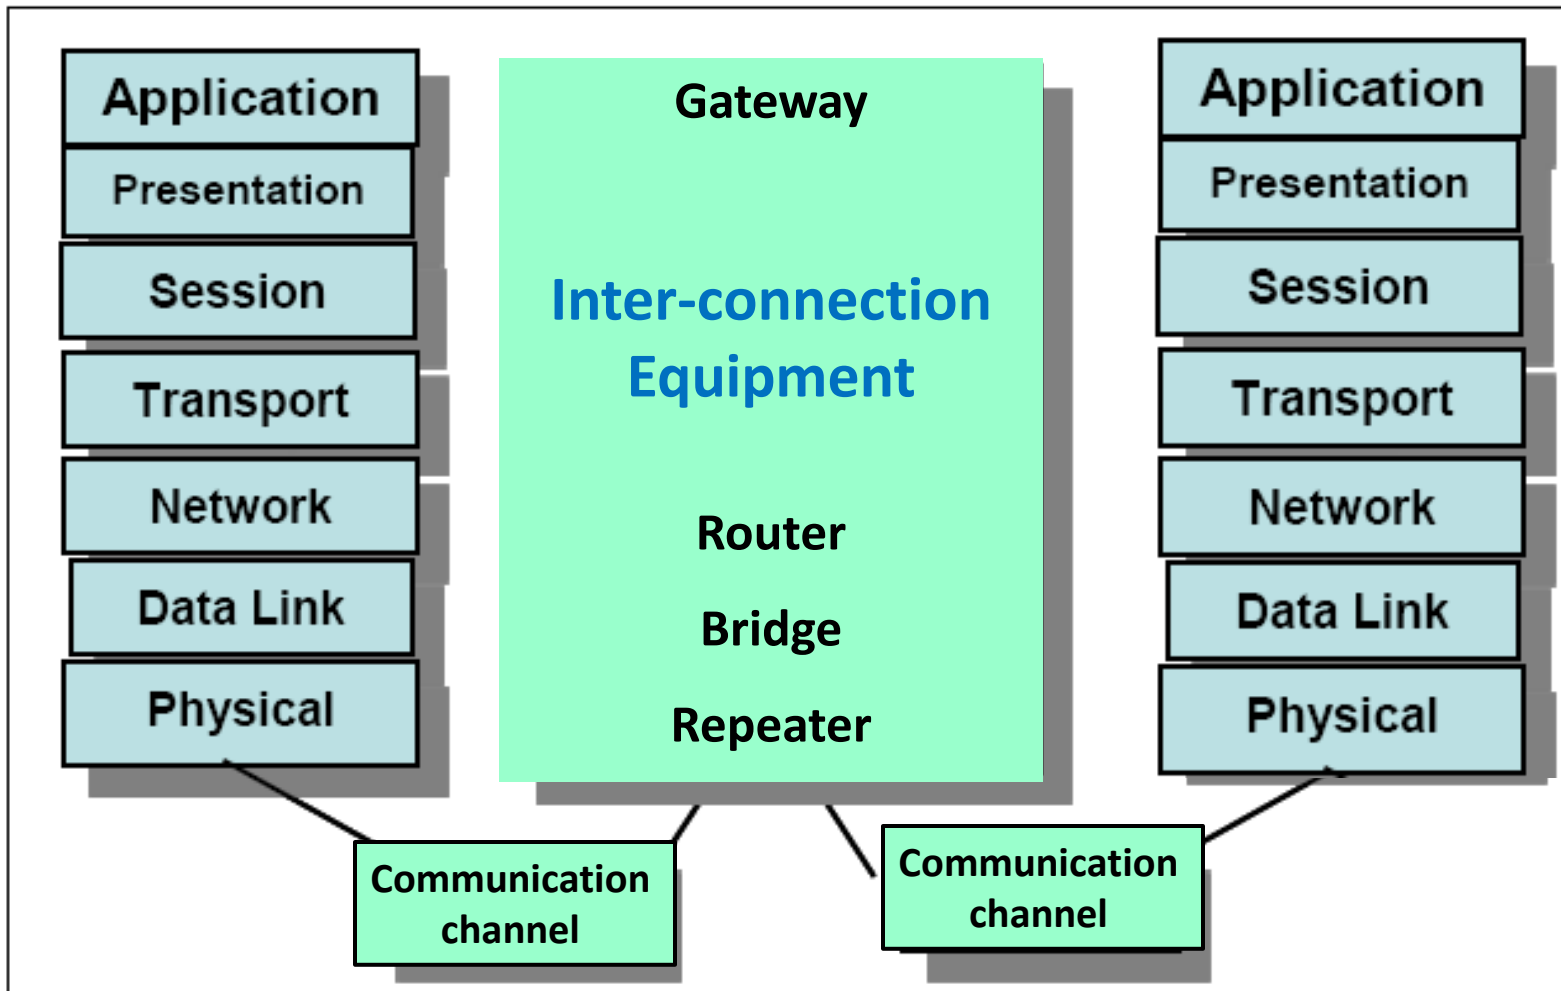 Application
Presentation
Session
Transport
Network
Data Link
Physical
Gateway
Inter-connection
Equipment
Router
Bridge
Repeater
Application
Presentation
Session
Transport
Network
Data Link
Physical
Communication
channel
Communication
channel